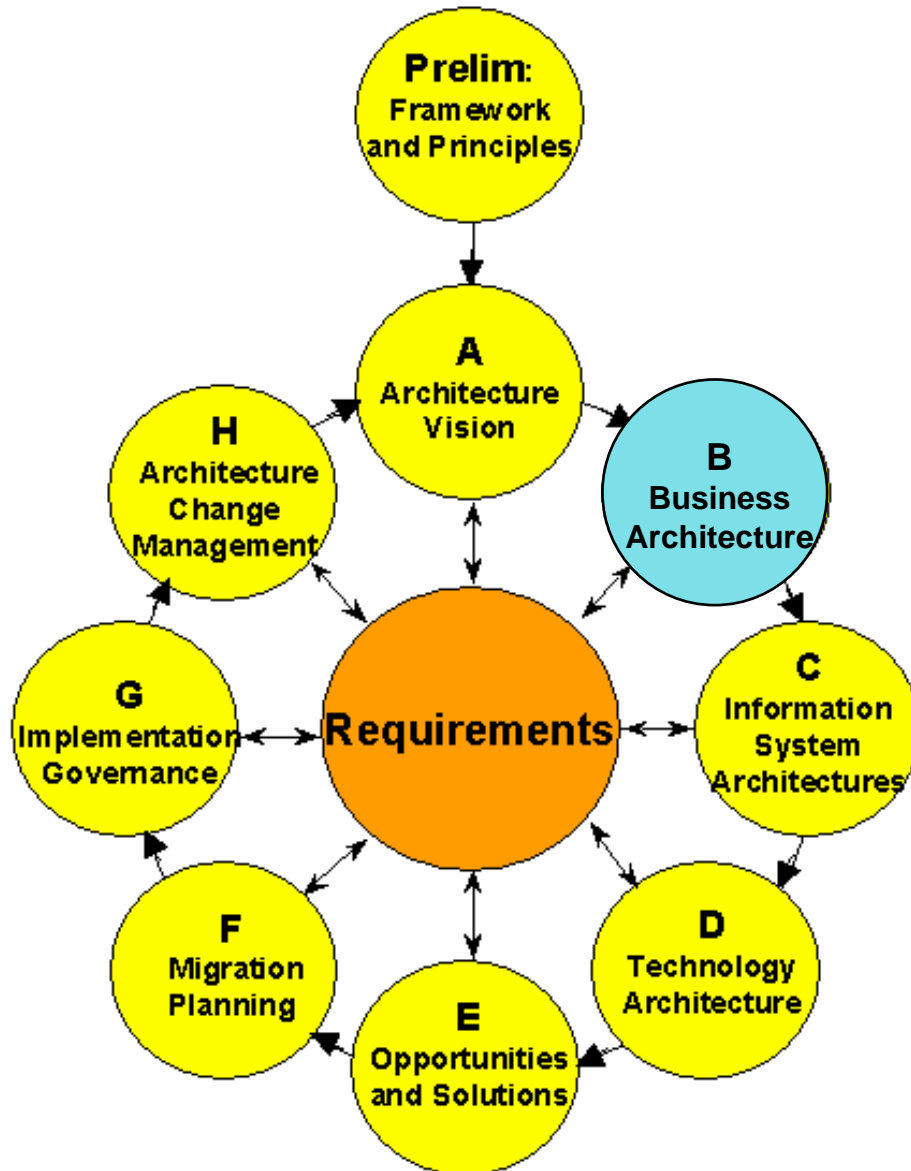 Prelim:
Framework
and Principles
A
Architecture
Vision
B
Business
Architecture
C
Information
System
Architectures
D
Technology
Architecture
E
Opportunities
and Solutions
F
Migration
Planning
G
Implementation
Governance
H
Architecture
Change
Management
Requirements